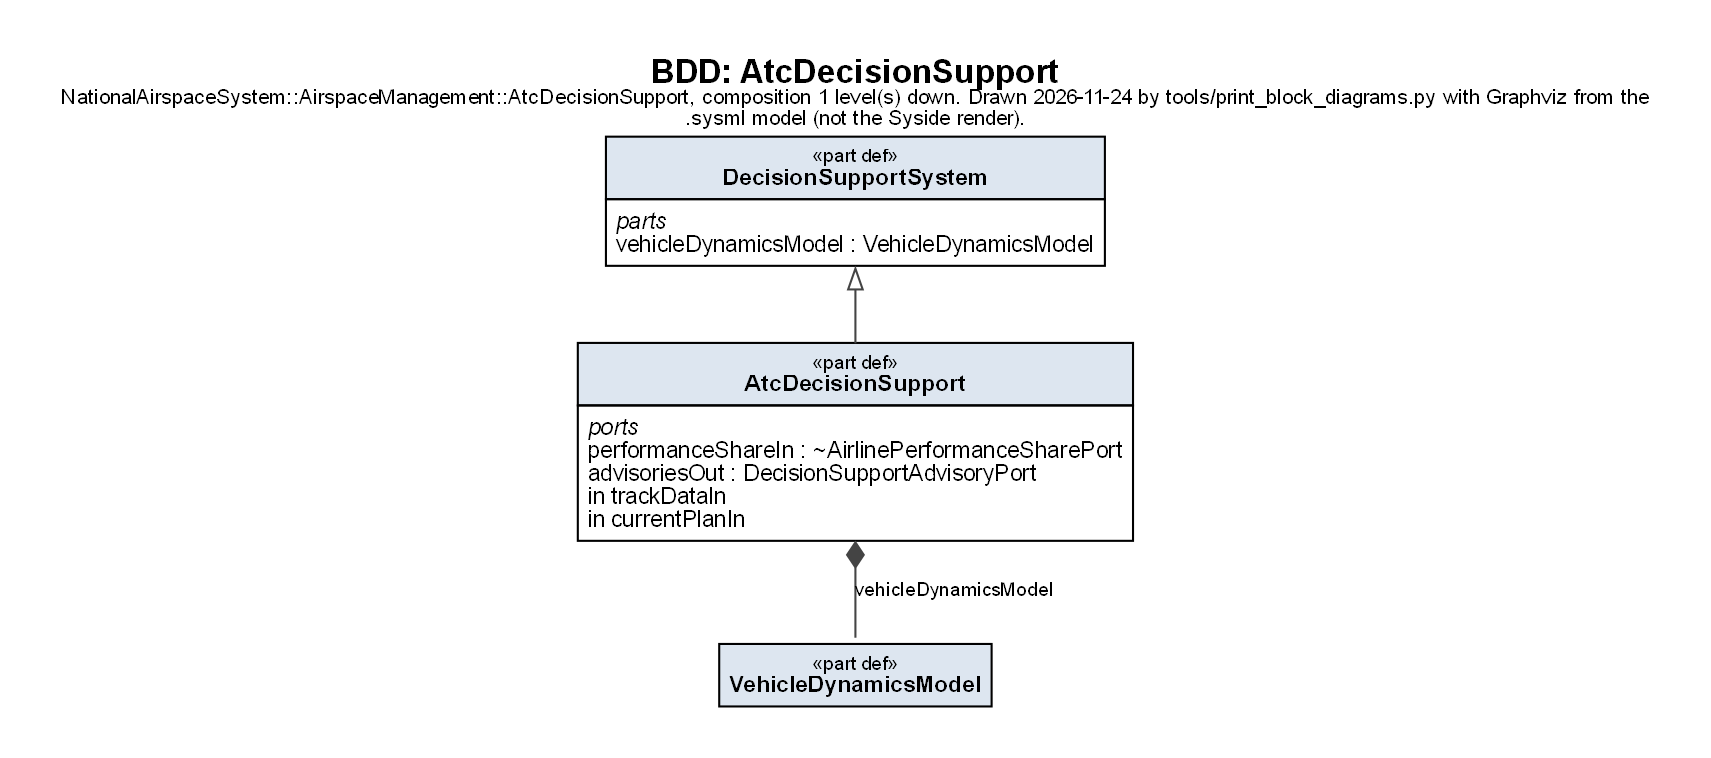 BDD: AtcDecisionSupport
NationalAirspaceSystem::AirspaceManagement::AtcDecisionSupport, composition 1 level(s) down. Drawn 2026-11-24 by tools/print_block_diagrams.py with Graphviz from the
.sysml model (not the Syside render).
«part def»
DecisionSupportSystem
parts
vehicleDynamicsModel : VehicleDynamicsModel
«part def»
AtcDecisionSupport
ports
performanceShareIn : ~AirlinePerformanceSharePort
advisoriesOut : DecisionSupportAdvisoryPort
in trackDataIn
in currentPlanIn
vehicleDynamicsModel
«part def»
VehicleDynamicsModel